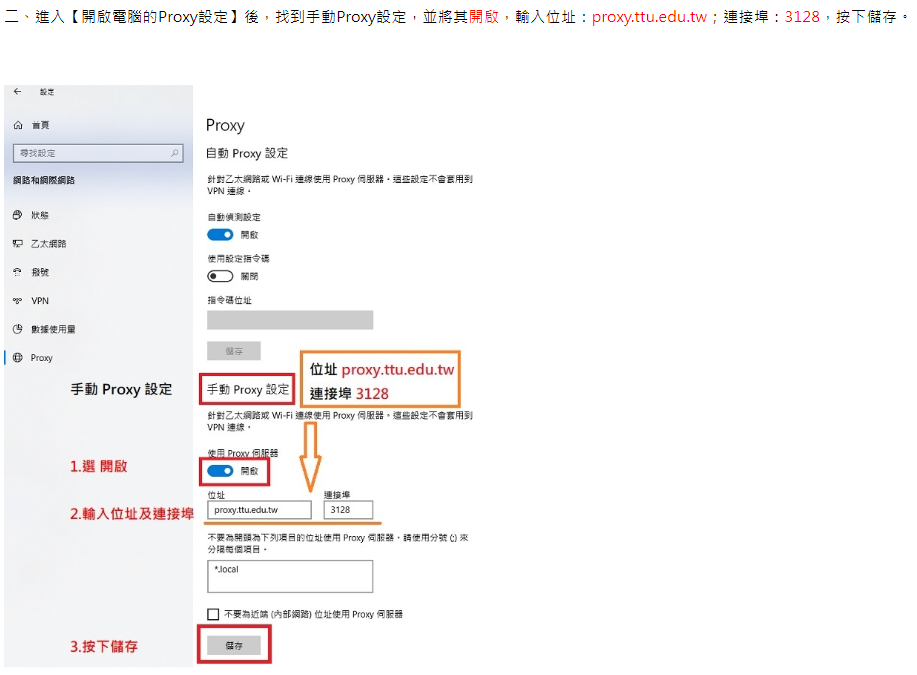 二、進入【開啟電腦的Proxy設定】後，找到手動Proxy設定，並將其開啟，輸入位址：proxy.ttu.edu.tw；連接埠：3128，按下儲存。
設定
首頁
尋找設定
網路和網際網路
狀態
乙太網路
撥號
VPN
數據使用量
Proxy
Proxy
自動 Proxy 設定
針對乙太網路或 Wi-Fi 連線使用 Proxy 伺服器。這些設定不會套用到
VPN 連線。
自動偵測設定
開啟
使用設定指令碼
關閉
指令碼位址
儲存
位址 proxy.ttu.edu.tw
連接埠 3128
手動 Proxy 設定
手動 Proxy 設定
針對乙太網路或 Wi-Fi 連線使用 Proxy 伺服器。這些設定不會套用到
VPN 連線。
使用 Proxy 伺服器
1.選 開啟
開啟
位址 連接埠
2.輸入位址及連接埠
proxy.ttu.edu.tw 3128
不要為開頭為下列項目的位址使用 Proxy 伺服器。請使用分號 (;) 來
分隔每個項目。
*.local
不要為近端 (內部網路) 位址使用 Proxy 伺服器
3.按下儲存
儲存